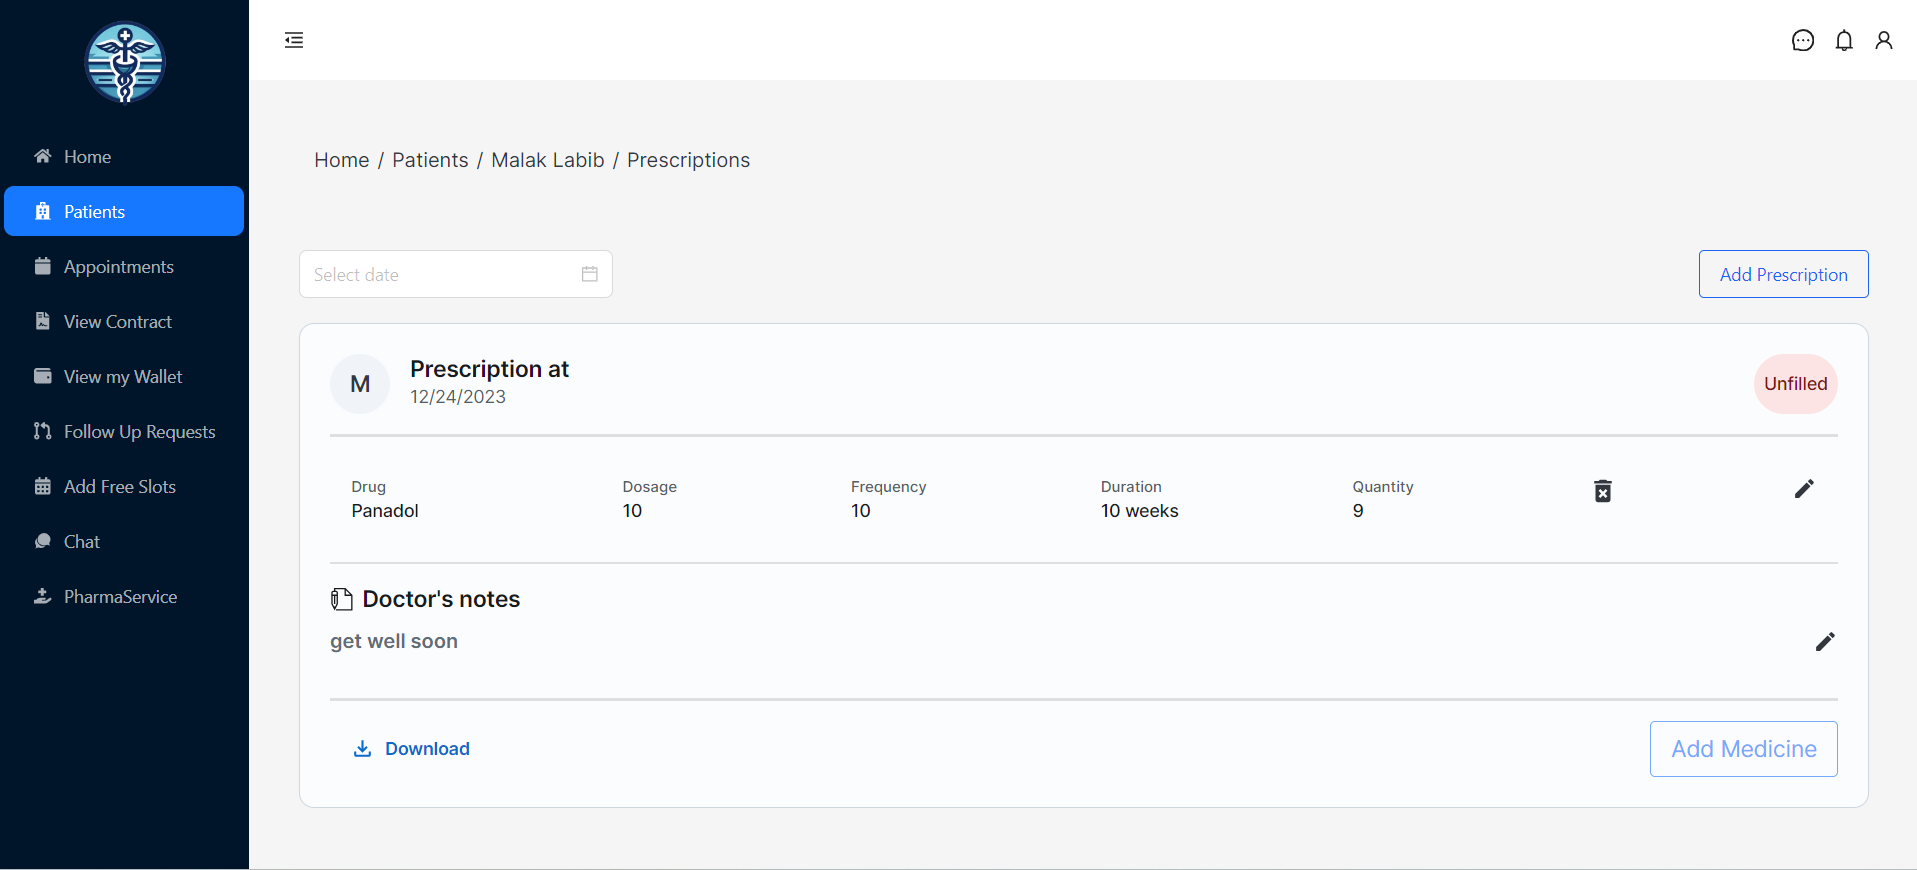 Home
Patients
Appointments
View Contract
View my Wallet
Follow Up Requests
Add Free Slots
Chat
PharmaService
Home / Patients / Malak Labib / Prescriptions
Select date
Add Prescription
M
Prescription at
12/24/2023
Unfilled
Drug Dosage Frequency Duration Quantity
Panadol 10 10 10 weeks 9
Doctor's notes
get well soon
Download
Add Medicine